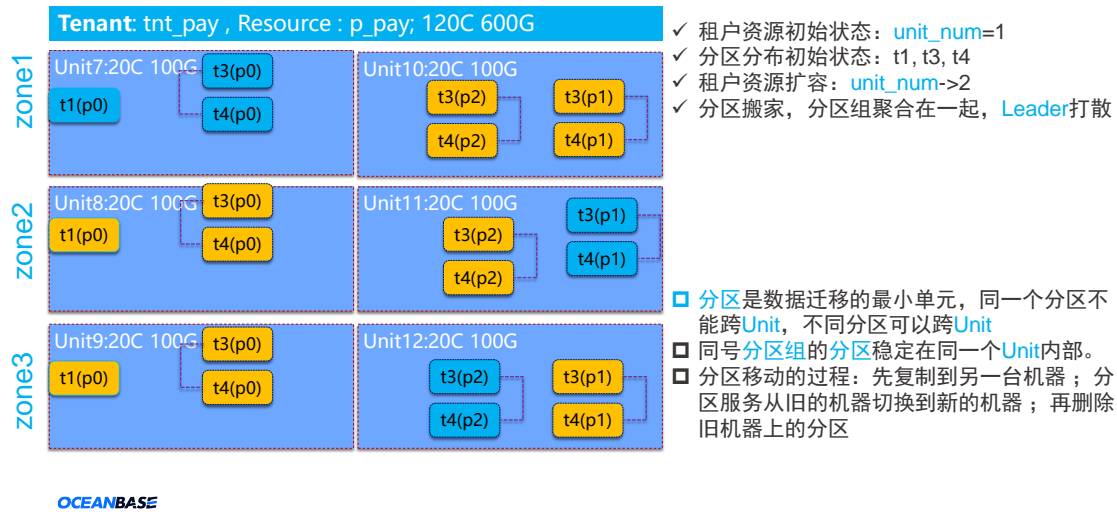 Tenant: tnt_pay , Resource : p_pay; 120C 600G
zone1
Unit7:20C 100G
t1(p0)
t3(p0)
t4(p0)
Unit10:20C 100G
t3(p2)
t4(p2)
t3(p1)
t4(p1)
zone2
Unit8:20C 100G
t1(p0)
t3(p0)
t4(p0)
Unit11:20C 100G
t3(p2)
t4(p2)
t3(p1)
t4(p1)
zone3
Unit9:20C 100G
t1(p0)
t3(p0)
t4(p0)
Unit12:20C 100G
t3(p2)
t4(p2)
t3(p1)
t4(p1)
✓ 租户资源初始状态：unit_num=1
✓ 分区分布初始状态：t1, t3, t4
✓ 租户资源扩容：unit_num->2
✓ 分区搬家，分区组聚合在一起，Leader打散
分区是数据迁移的最小单元，同一个分区不
能跨Unit，不同分区可以跨Unit
同号分区组的分区稳定在同一个Unit内部。
分区移动的过程：先复制到另一台机器；分
区服务从旧的机器切换到新的机器；再删除
旧机器上的分区
OCEANBASE